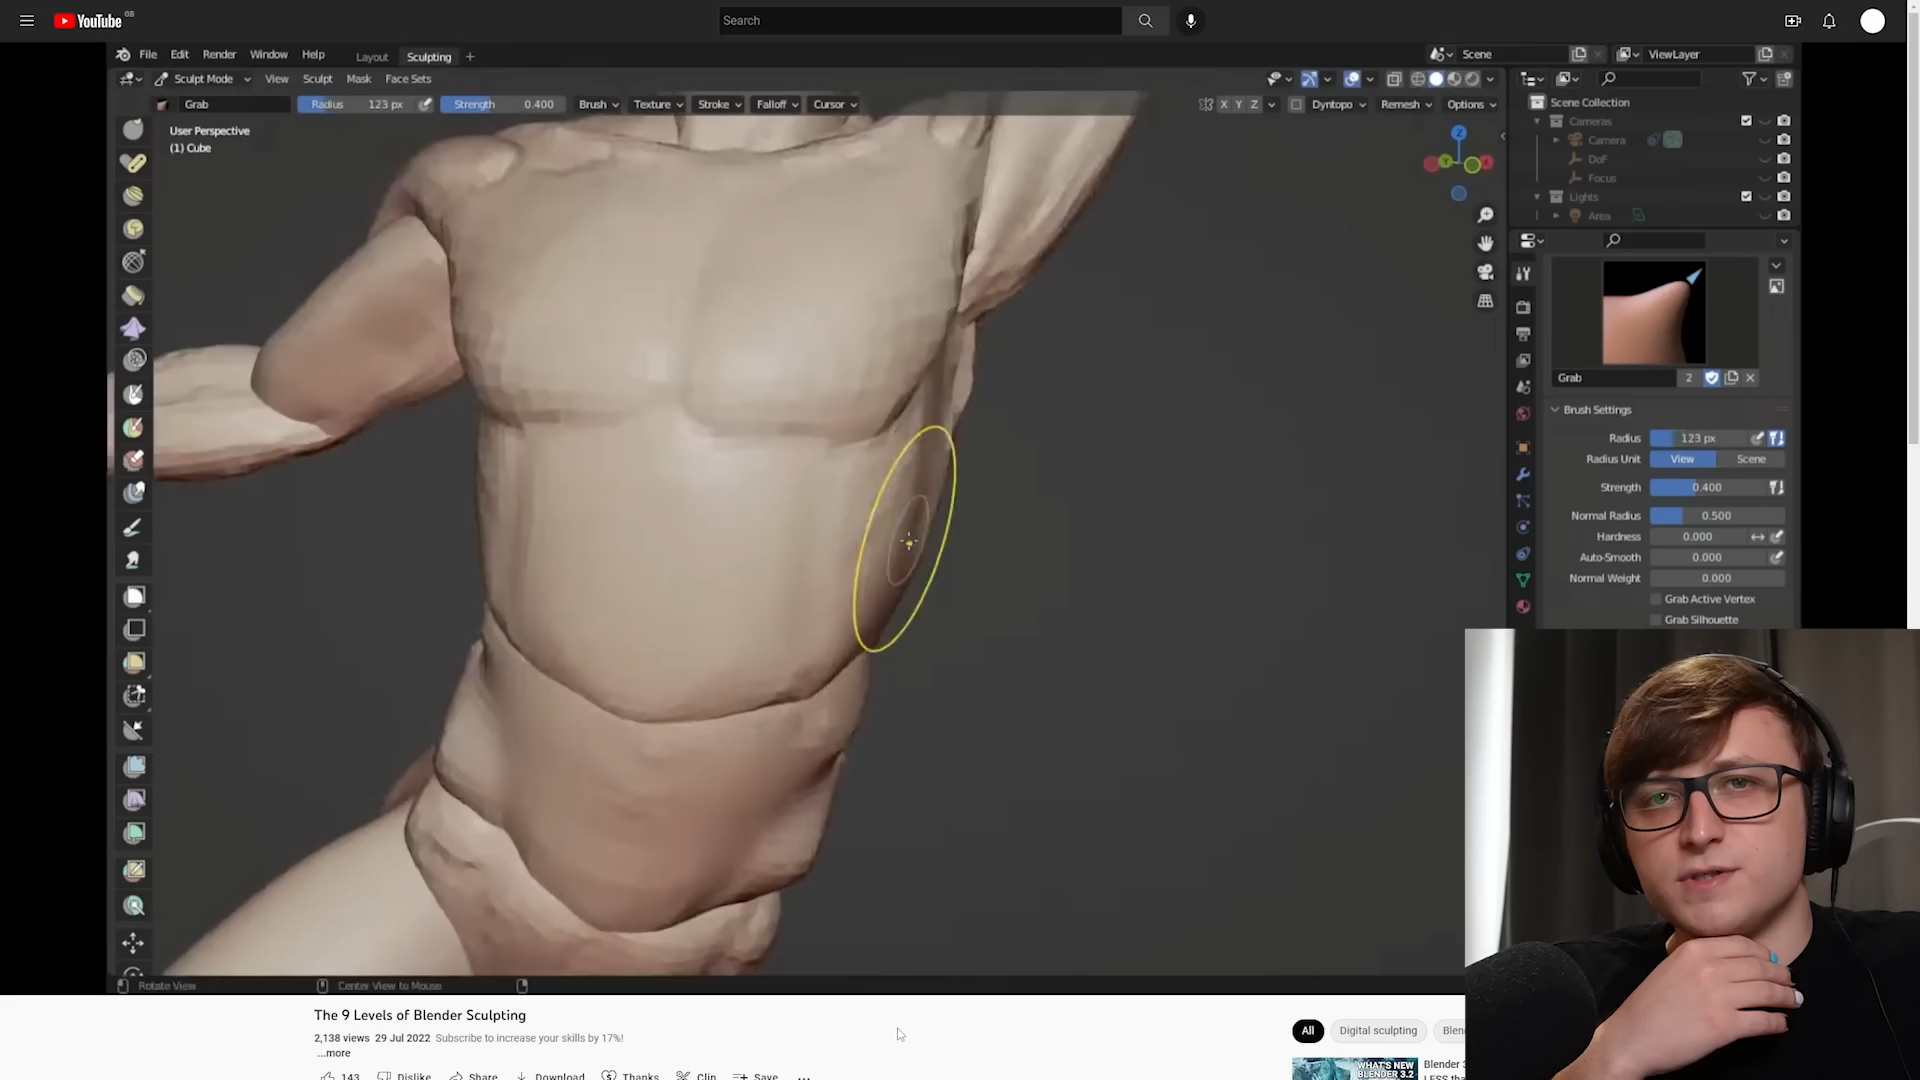 YouTube GB
Search
File Edit Render Window Help Layout Sculpting + Scene ViewLayer
Sculpt Mode View Sculpt Mask Face Sets
Grab Radius 123 px Strength 0.400 Brush Texture Stroke Falloff Cursor X Y Z Dyntopo Remesh Options
User Perspective
(1) Cube
Z
Y X
Scene Collection
Cameras
Camera
DoF
Focus
Lights
Area
Grab 2
Brush Settings
Radius 123 px
Radius Unit View Scene
Strength 0.400
Normal Radius 0.500
Hardness 0.000
Auto-Smooth 0.000
Normal Weight 0.000
Grab Active Vertex
Grab Silhouette
Rotate View Center View to Mouse
The 9 Levels of Blender Sculpting
2,138 views 29 Jul 2022 Subscribe to increase your skills by 17%!
...more
143 Dislike Share Download Thanks Clip Save ...
All Digital sculpting
WHAT'S NEW
BLENDER 3.2